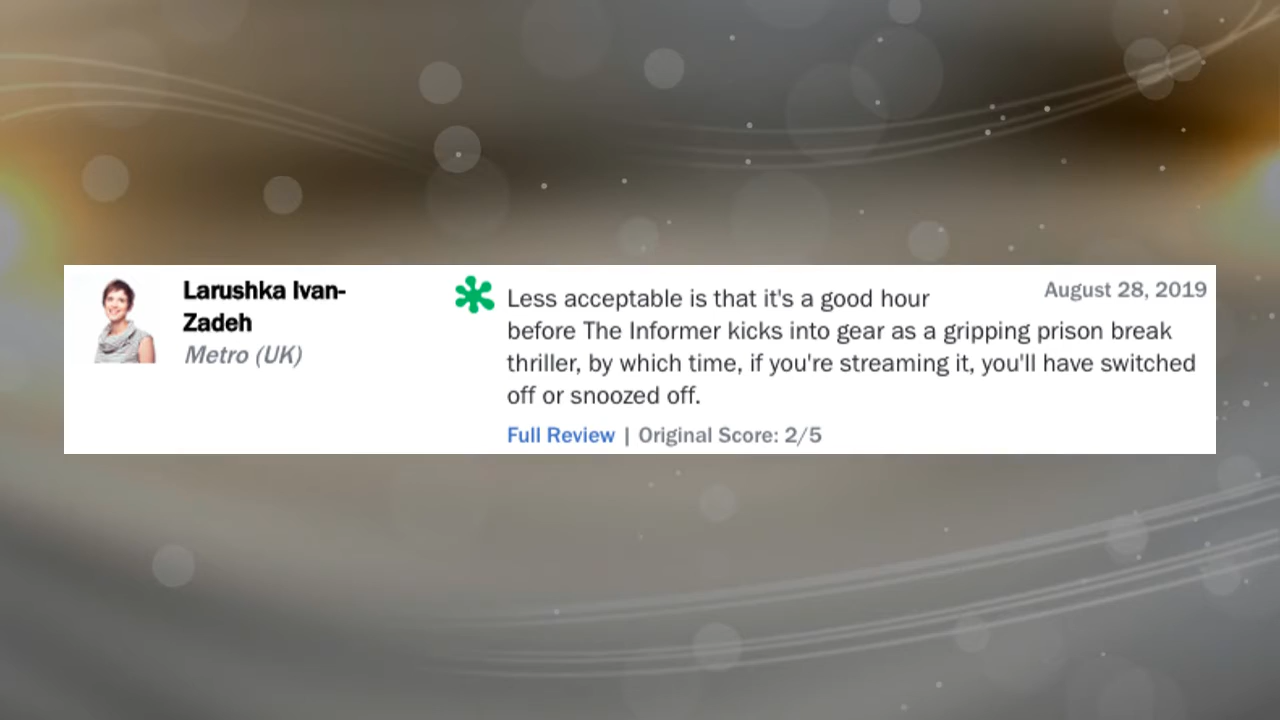 Larushka Ivan-
Zadeh
Metro (UK)
Less acceptable is that it's a good hour
August 28, 2019
before The Informer kicks into gear as a gripping prison break
thriller, by which time, if you're streaming it, you'll have switched
off or snoozed off.
Full Review | Original Score: 2/5